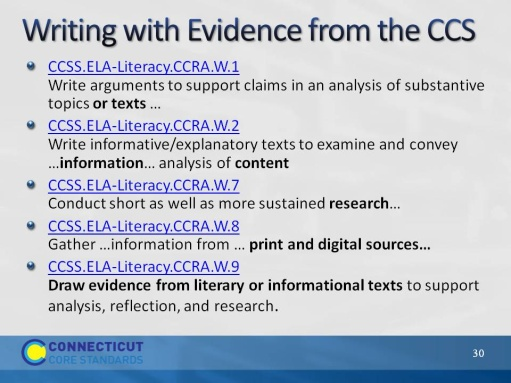 Writing with Evidence from the CCS
CCSS.ELA-Literacy.CCRA.W.1
Write arguments to support claims in an analysis of substantive
topics or texts ...
CCSS.ELA-Literacy.CCRA.W.2
Write informative/explanatory texts to examine and convey
...information... analysis of content
CCSS.ELA-Literacy.CCRA.W.7
Conduct short as well as more sustained research...
CCSS.ELA-Literacy.CCRA.W.8
Gather ...information from ... print and digital sources...
CCSS.ELA-Literacy.CCRA.W.9
Draw evidence from literary or informational texts to support
analysis, reflection, and research.
CONNECTICUT
CORE STANDARDS
30